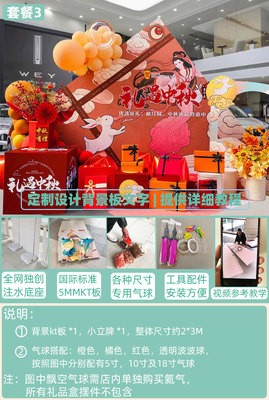 套餐3
WEY
礼遇中秋
礼遇中秋
定制设计背景板文字 | 提供详细教程
全网独创
注水底座
国际标准
5MMKT板
各种尺寸
专用气球
工具配件
安装方便
视频参考教学
说明：
① 背景kt板 *1，小立牌 *1，整体尺寸约2*3M
② 气球搭配：橙色，橘色，红色，透明波波球，
按照图中分别配有5寸，10寸及18寸气球
注：图中飘空气球需店内单独购买氦气，
所有礼品盒摆件不包含